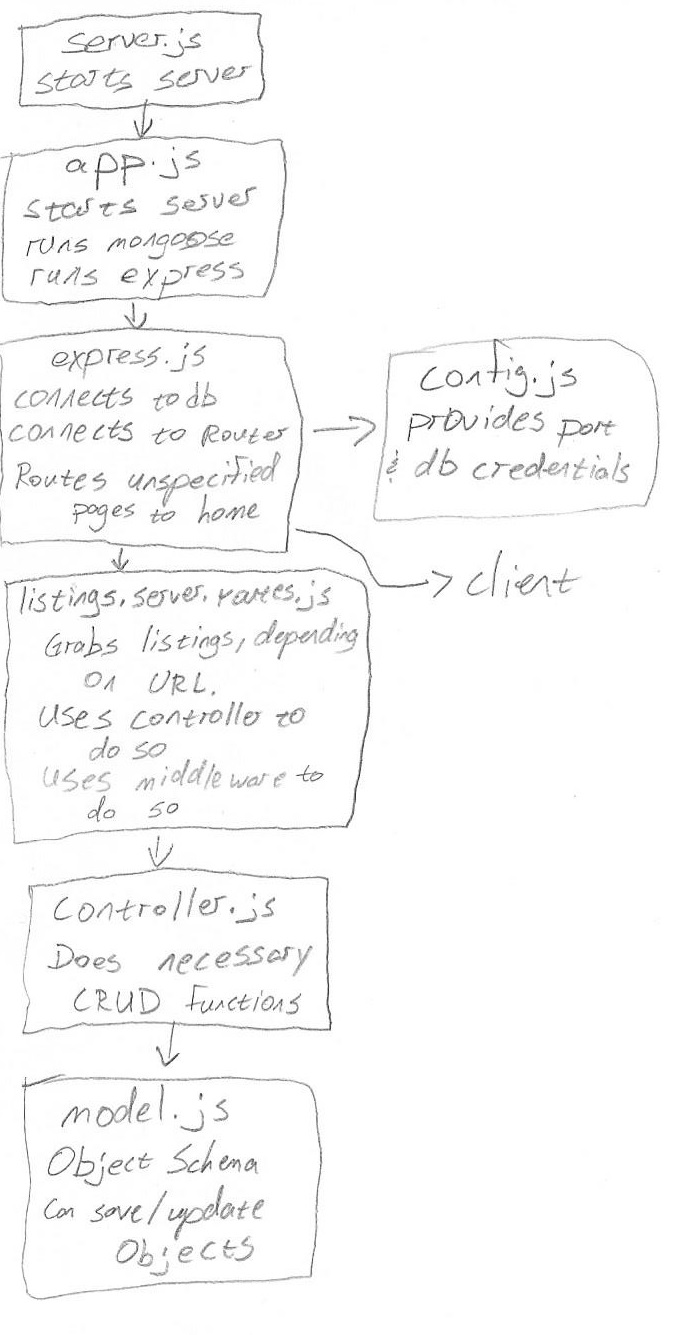 server.js
starts server
app.js
starts server
runs mongoose
runs express
express.js
connects to db
connects to Router
Routes unspecified
pages to home
config.js
provides port
& db credentials
client
listings.server.routes.js
Grabs listings, depending
on URL.
Uses controller to
do so
Uses middleware to
do so
Controller.js
Does necessary
CRUD functions
model.js
Object Schema
Can save/update
Objects